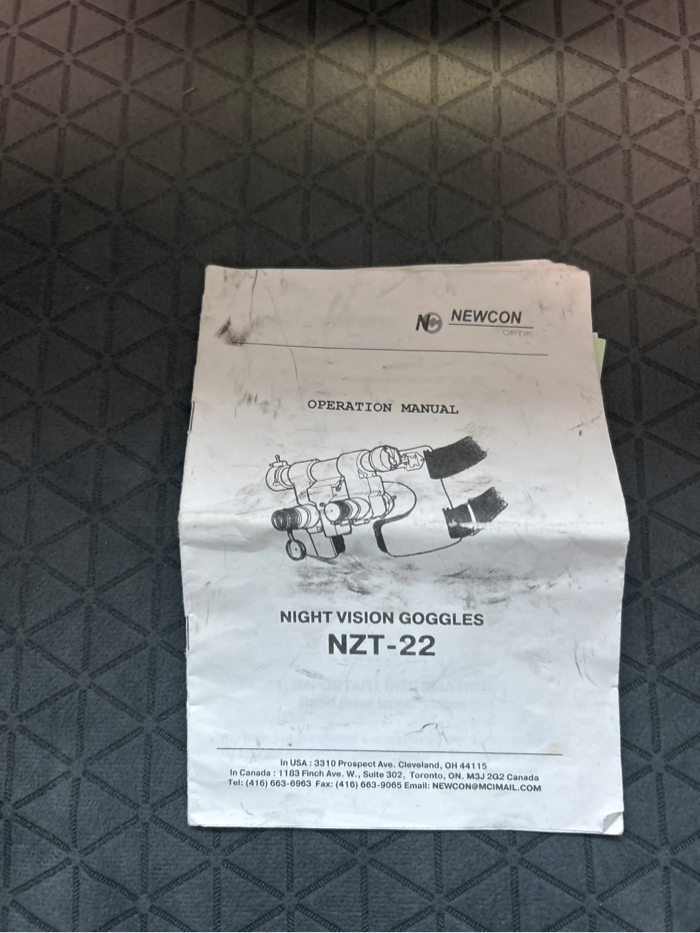 NC NEWCON
OPTIK
OPERATION MANUAL
NIGHT VISION GOGGLES
NZT-22
In USA : 3310 Prospect Ave. Cleveland, OH 44115
In Canada : 1183 Finch Ave. W., Suite 302, Toronto, ON. M3J 2G2 Canada
Tel: (416) 663-6963 Fax: (416) 663-9065 Email: NEWCON@MCIMAIL.COM